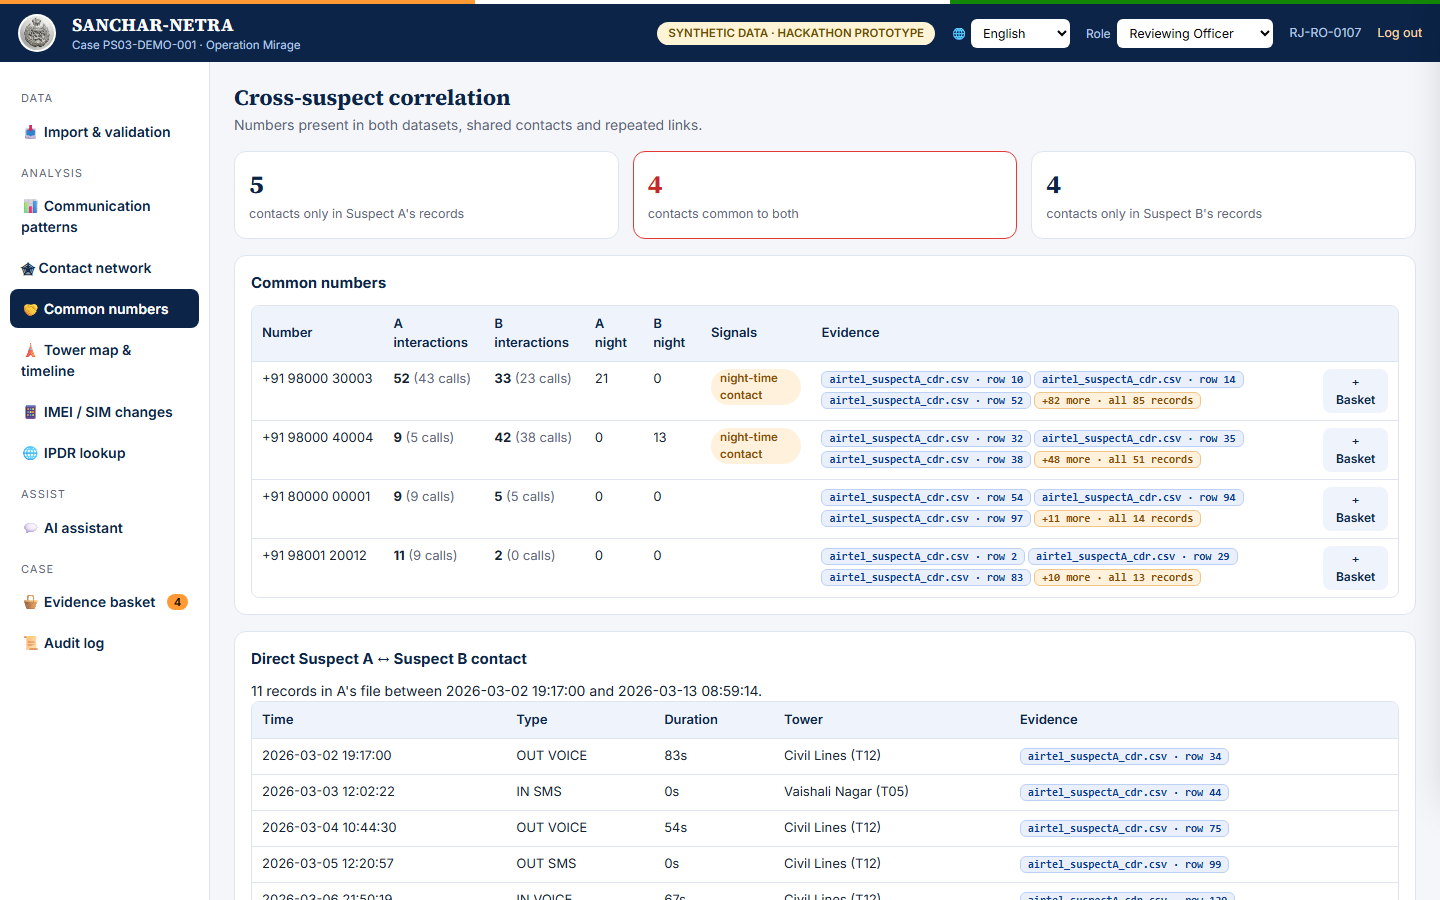 SANCHAR-NETRA
Case PS03-DEMO-001 · Operation Mirage
SYNTHETIC DATA · HACKATHON PROTOTYPE
English
Role
Reviewing Officer
RJ-RO-0107
Log out
DATA
Import & validation
ANALYSIS
Communication
patterns
Contact network
Common numbers
Tower map &
timeline
IMEI / SIM changes
IPDR lookup
ASSIST
AI assistant
CASE
Evidence basket 4
Audit log
Cross-suspect correlation
Numbers present in both datasets, shared contacts and repeated links.
5
contacts only in Suspect A's records
4
contacts common to both
4
contacts only in Suspect B's records
Common numbers
Number A interactions B interactions A night B night Signals Evidence
+91 98000 30003 52 (43 calls) 33 (23 calls) 21 0 night-time contact airtel_suspectA_cdr.csv · row 10 airtel_suspectA_cdr.csv · row 14
airtel_suspectA_cdr.csv · row 52 +82 more · all 85 records
+ Basket
+91 98000 40004 9 (5 calls) 42 (38 calls) 0 13 night-time contact airtel_suspectA_cdr.csv · row 32 airtel_suspectA_cdr.csv · row 35
airtel_suspectA_cdr.csv · row 38 +48 more · all 51 records
+ Basket
+91 80000 00001 9 (9 calls) 5 (5 calls) 0 0 airtel_suspectA_cdr.csv · row 54 airtel_suspectA_cdr.csv · row 94
airtel_suspectA_cdr.csv · row 97 +11 more · all 14 records
+ Basket
+91 98001 20012 11 (9 calls) 2 (0 calls) 0 0 airtel_suspectA_cdr.csv · row 2 airtel_suspectA_cdr.csv · row 29
airtel_suspectA_cdr.csv · row 83 +10 more · all 13 records
+ Basket
Direct Suspect A ↔ Suspect B contact
11 records in A's file between 2026-03-02 19:17:00 and 2026-03-13 08:59:14.
Time Type Duration Tower Evidence
2026-03-02 19:17:00 OUT VOICE 83s Civil Lines (T12) airtel_suspectA_cdr.csv · row 34
2026-03-03 12:02:22 IN SMS 0s Vaishali Nagar (T05) airtel_suspectA_cdr.csv · row 44
2026-03-04 10:44:30 OUT VOICE 54s Civil Lines (T12) airtel_suspectA_cdr.csv · row 75
2026-03-05 12:20:57 OUT SMS 0s Civil Lines (T12) airtel_suspectA_cdr.csv · row 99
2026-03-06 21:50:19 IN VOICE 67s Civil Lines (T12)